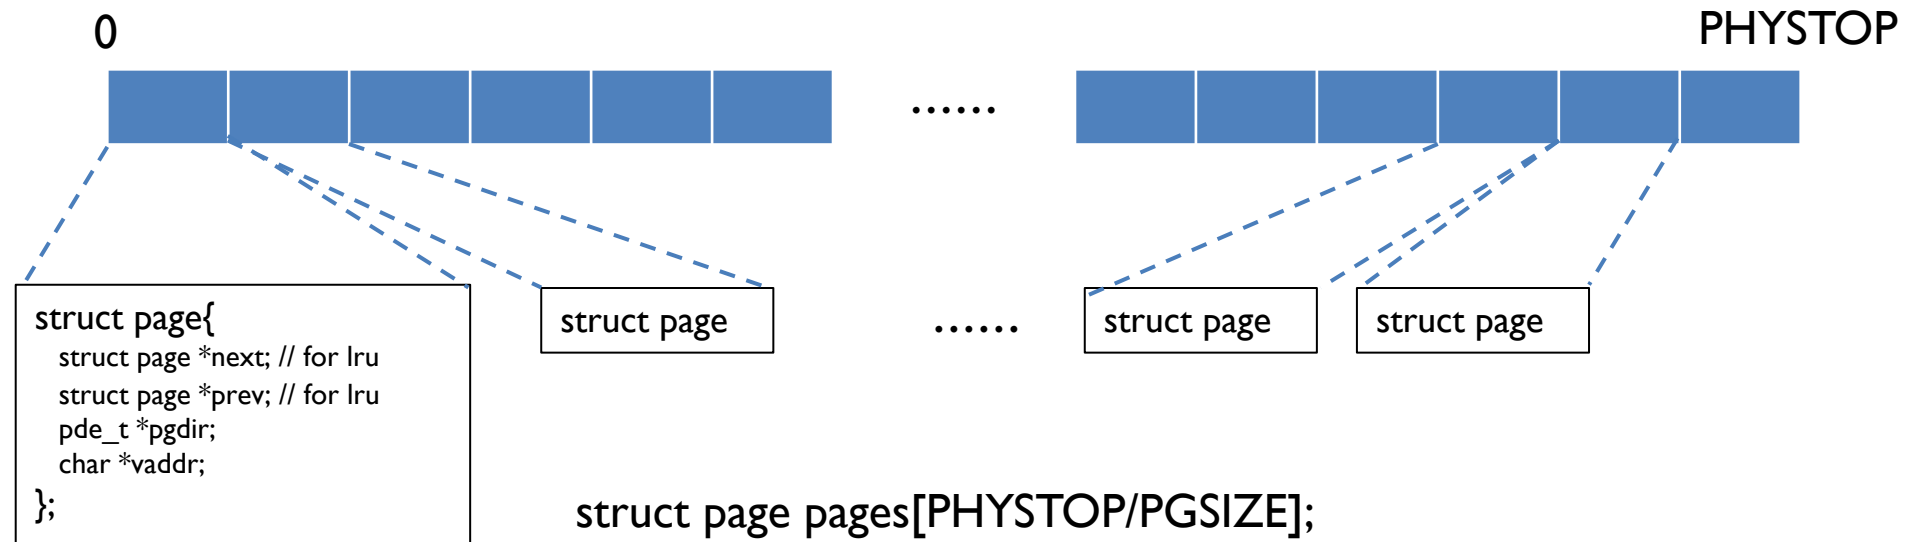 0
PHYSTOP
......
struct page{
struct page *next; // for lru
struct page *prev; // for lru
pde_t *pgdir;
char *vaddr;
};
struct page
......
struct page
struct page
struct page pages[PHYSTOP/PGSIZE];